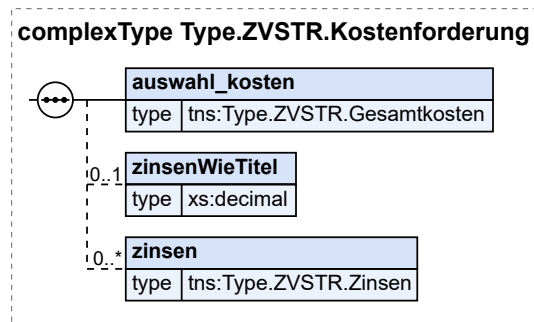 complexType Type.ZVSTR.Kostenforderung
auswahl_kosten
type tns:Type.ZVSTR.Gesamtkosten
0..1 zinsenWieTitel
type xs:decimal
0..* zinsen
type tns:Type.ZVSTR.Zinsen